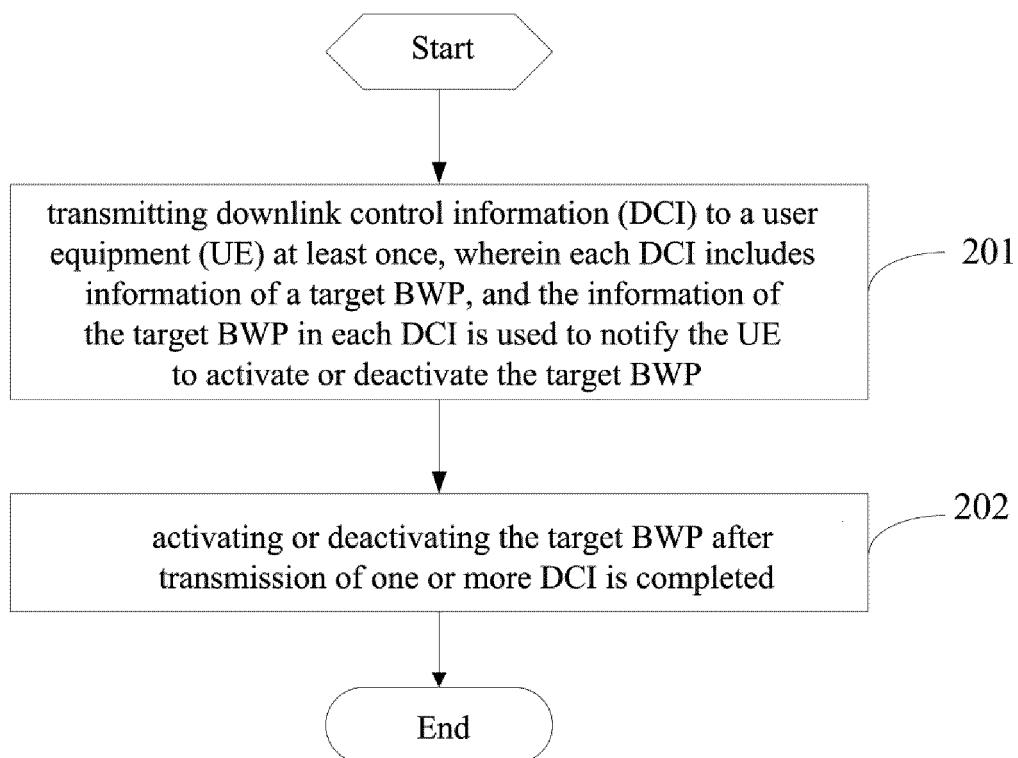 Start
transmitting downlink control information (DCI) to a user
equipment (UE) at least once, wherein each DCI includes
information of a target BWP, and the information of
the target BWP in each DCI is used to notify the UE
to activate or deactivate the target BWP
201
activating or deactivating the target BWP after
transmission of one or more DCI is completed
202
End